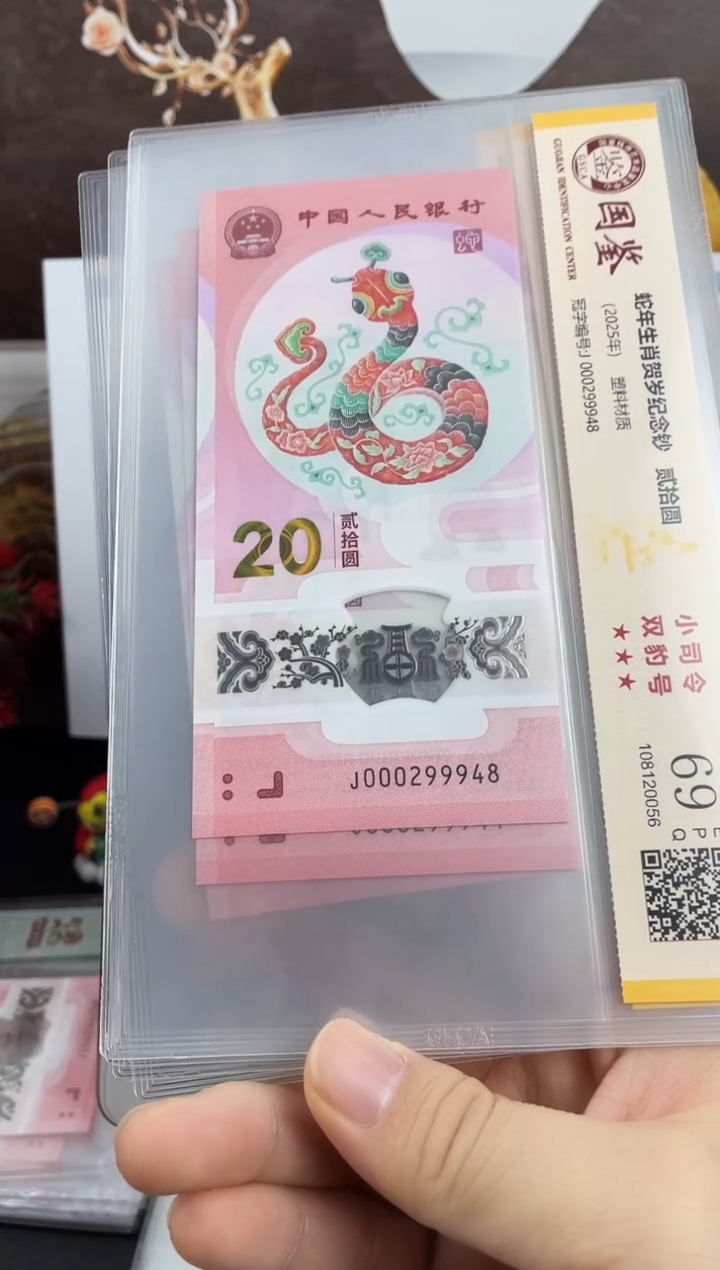 中国人民银行
20
贰拾圆
J000299948
GUOJIAN IDENTIFICATION CENTER
GSCA
国鉴
蛇年生肖贺岁纪念钞 贰拾圆
(2025年) 塑料材质
冠字编号:J 000299948
小司令
双豹号
★★★
69
E
P
Q
108120056